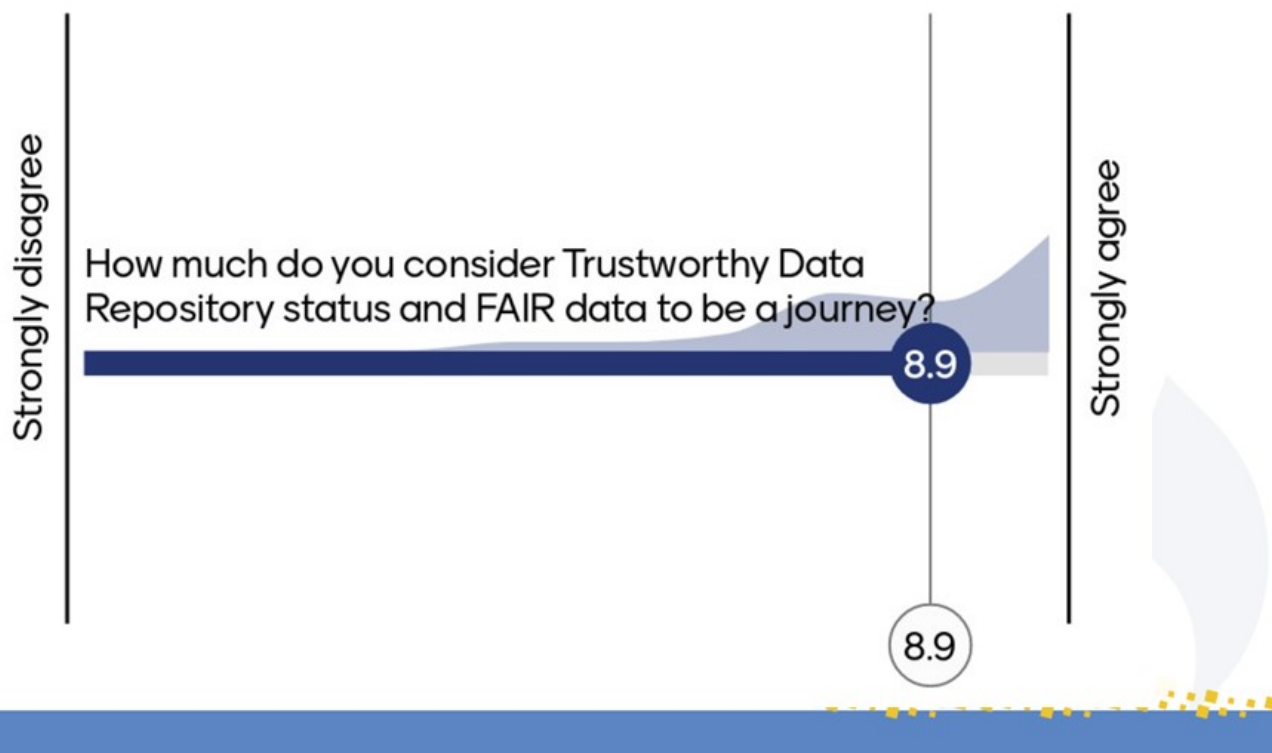 Strongly disagree
How much do you consider Trustworthy Data
Repository status and FAIR data to be a journey?
8.9
Strongly agree
8.9